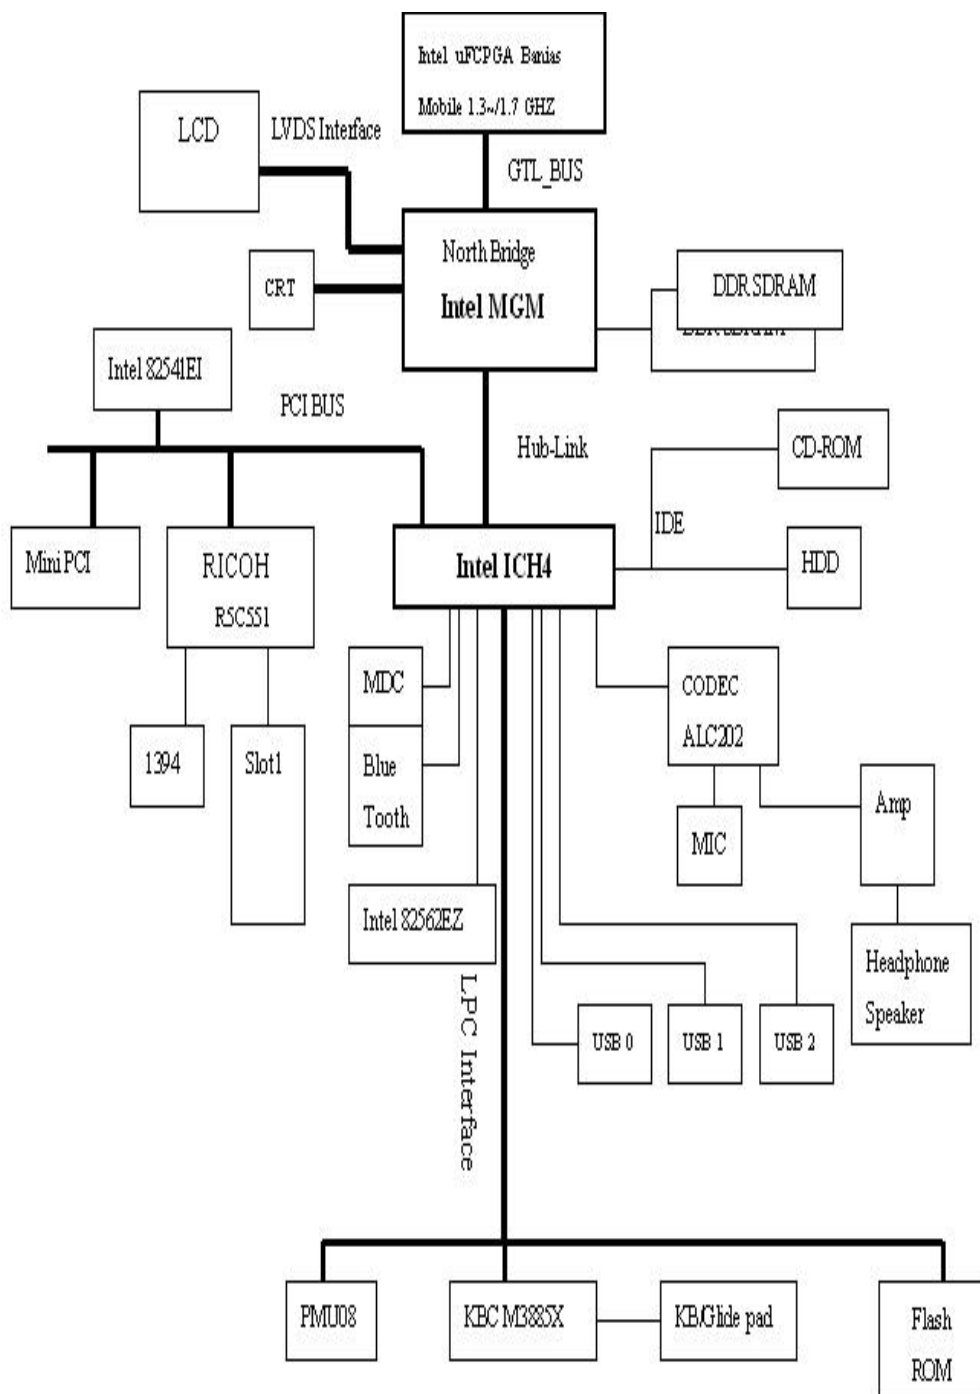 Intel uFCPGA Banias
Mobile 1.3~/1.7 GHZ
LCD
LVDS Interface
GTL_BUS
North Bridge
Intel MGM
CRT
DDR SDRAM
DDR SDRAM
Intel 82541EI
PCI BUS
Hub-Link
CD-ROM
IDE
Mini PCI
RICOH
R5C551
Intel ICH4
HDD
MDC
CODEC
ALC202
1394
Slot1
Blue
Tooth
MIC
Amp
Intel 82562EZ
Headphone
Speaker
LPC Interface
USB 0
USB 1
USB 2
PMU08
KBC M3885X
KB/Glide pad
Flash
ROM